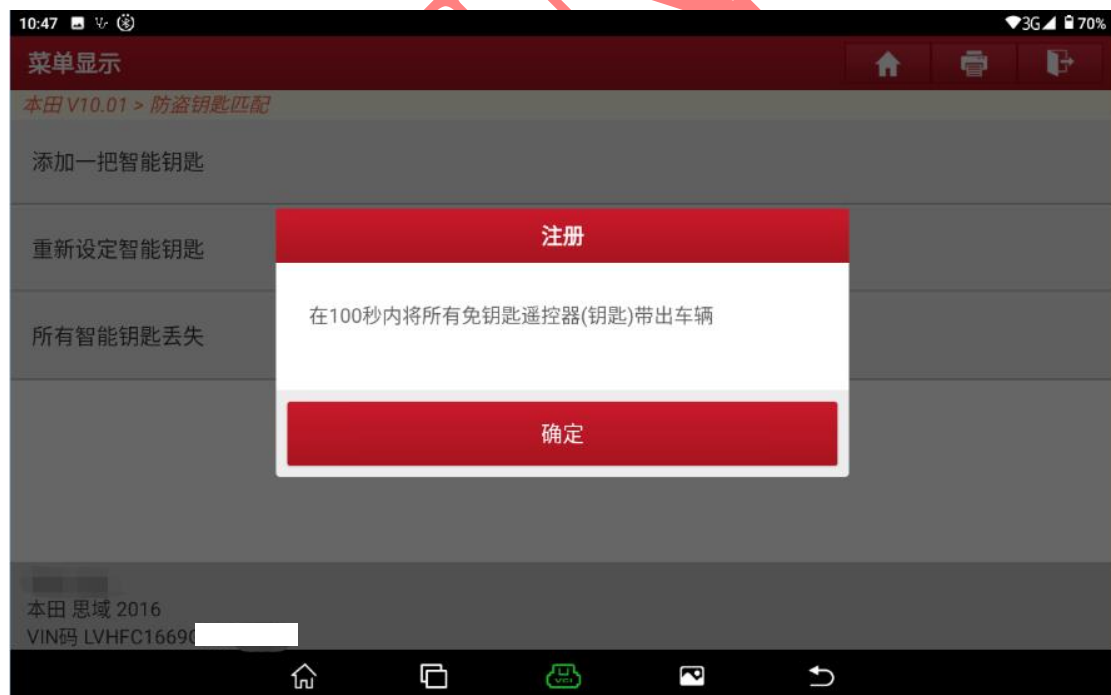 10:47
3G 70%
菜单显示
本田 V10.01 > 防盗钥匙匹配
添加一把智能钥匙
重新设定智能钥匙
所有智能钥匙丢失
注册
在100秒内将所有免钥匙遥控器(钥匙)带出车辆
确定
本田 思域 2016
VIN码 LVHFC1669
VCI